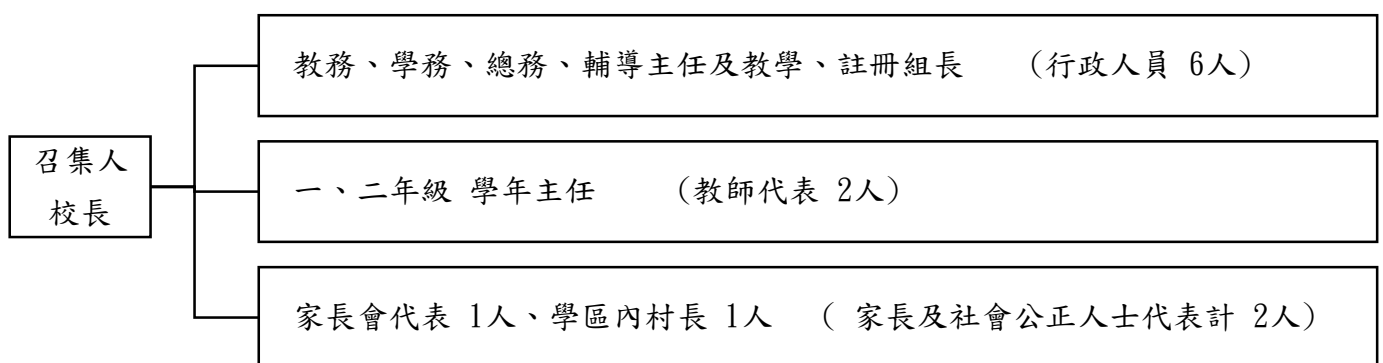 教務、學務、總務、輔導主任及教學、註冊組長 (行政人員 6人)
召集人
校長
一、二年級 學年主任 (教師代表 2人)
家長會代表 1人、學區內村長 1人 ( 家長及社會公正人士代表計 2人)